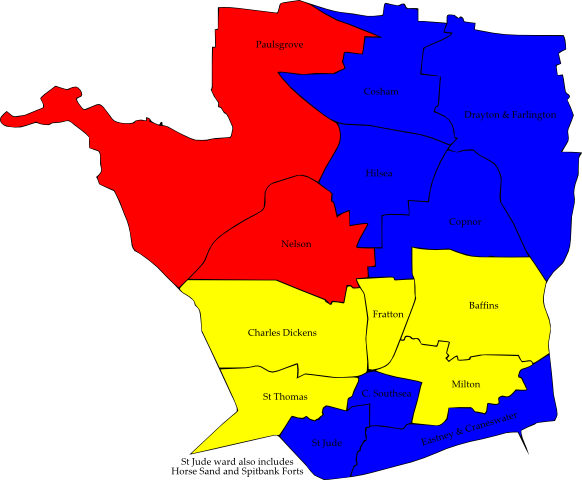 Paulsgrove
Cosham
Drayton & Farlington
Hilsea
Copnor
Nelson
Baffins
Fratton
Charles Dickens
Milton
St Thomas
C. Southsea
Eastney & Craneswater
St Jude
St Jude ward also includes
Horse Sand and Spitbank Forts